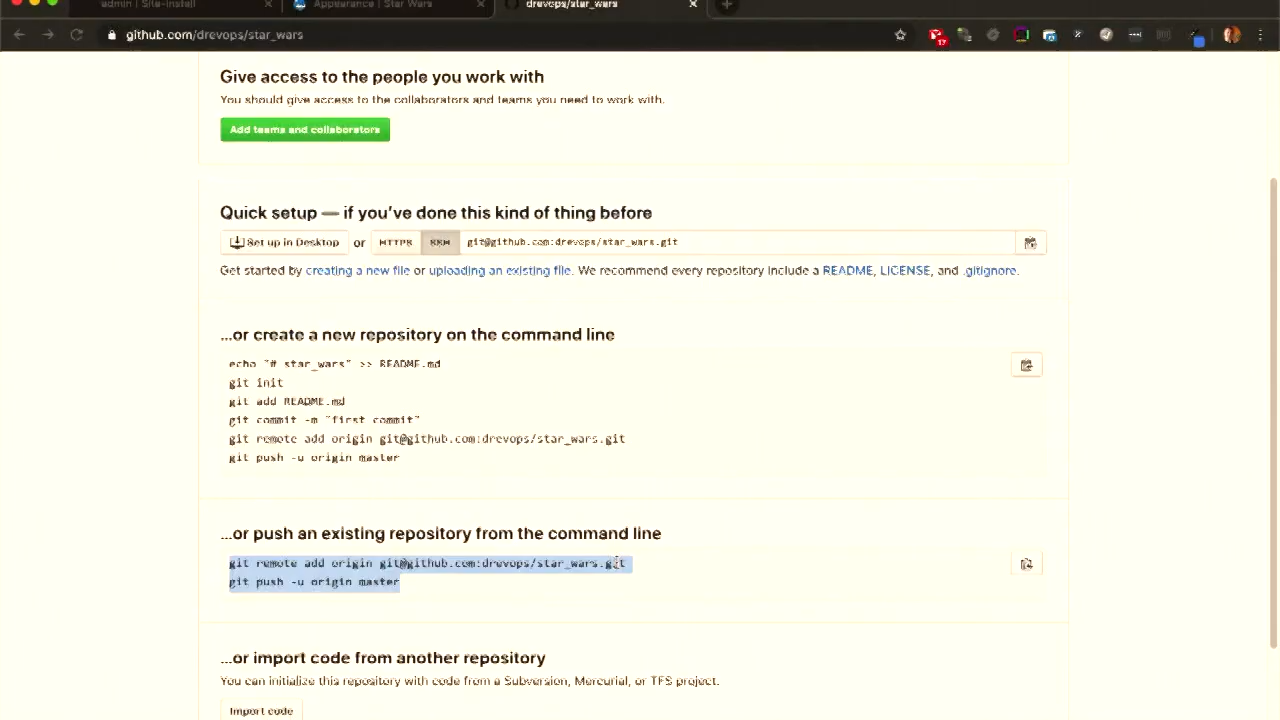 admin | Site-Install
Appearance | Star Wars
drevops/star_wars
github.com/drevops/star_wars
17
Give access to the people you work with
You should give access to the collaborators and teams you need to work with.
Add teams and collaborators
Quick setup — if you've done this kind of thing before
Set up in Desktop or HTTPS SSH git@github.com:drevops/star_wars.git
Get started by creating a new file or uploading an existing file. We recommend every repository include a README, LICENSE, and .gitignore.
...or create a new repository on the command line
echo "# star_wars" >> README.md
git init
git add README.md
git commit -m "first commit"
git remote add origin git@github.com:drevops/star_wars.git
git push -u origin master
...or push an existing repository from the command line
git remote add origin git@github.com:drevops/star_wars.git
git push -u origin master
...or import code from another repository
You can initialize this repository with code from a Subversion, Mercurial, or TFS project.
Import code